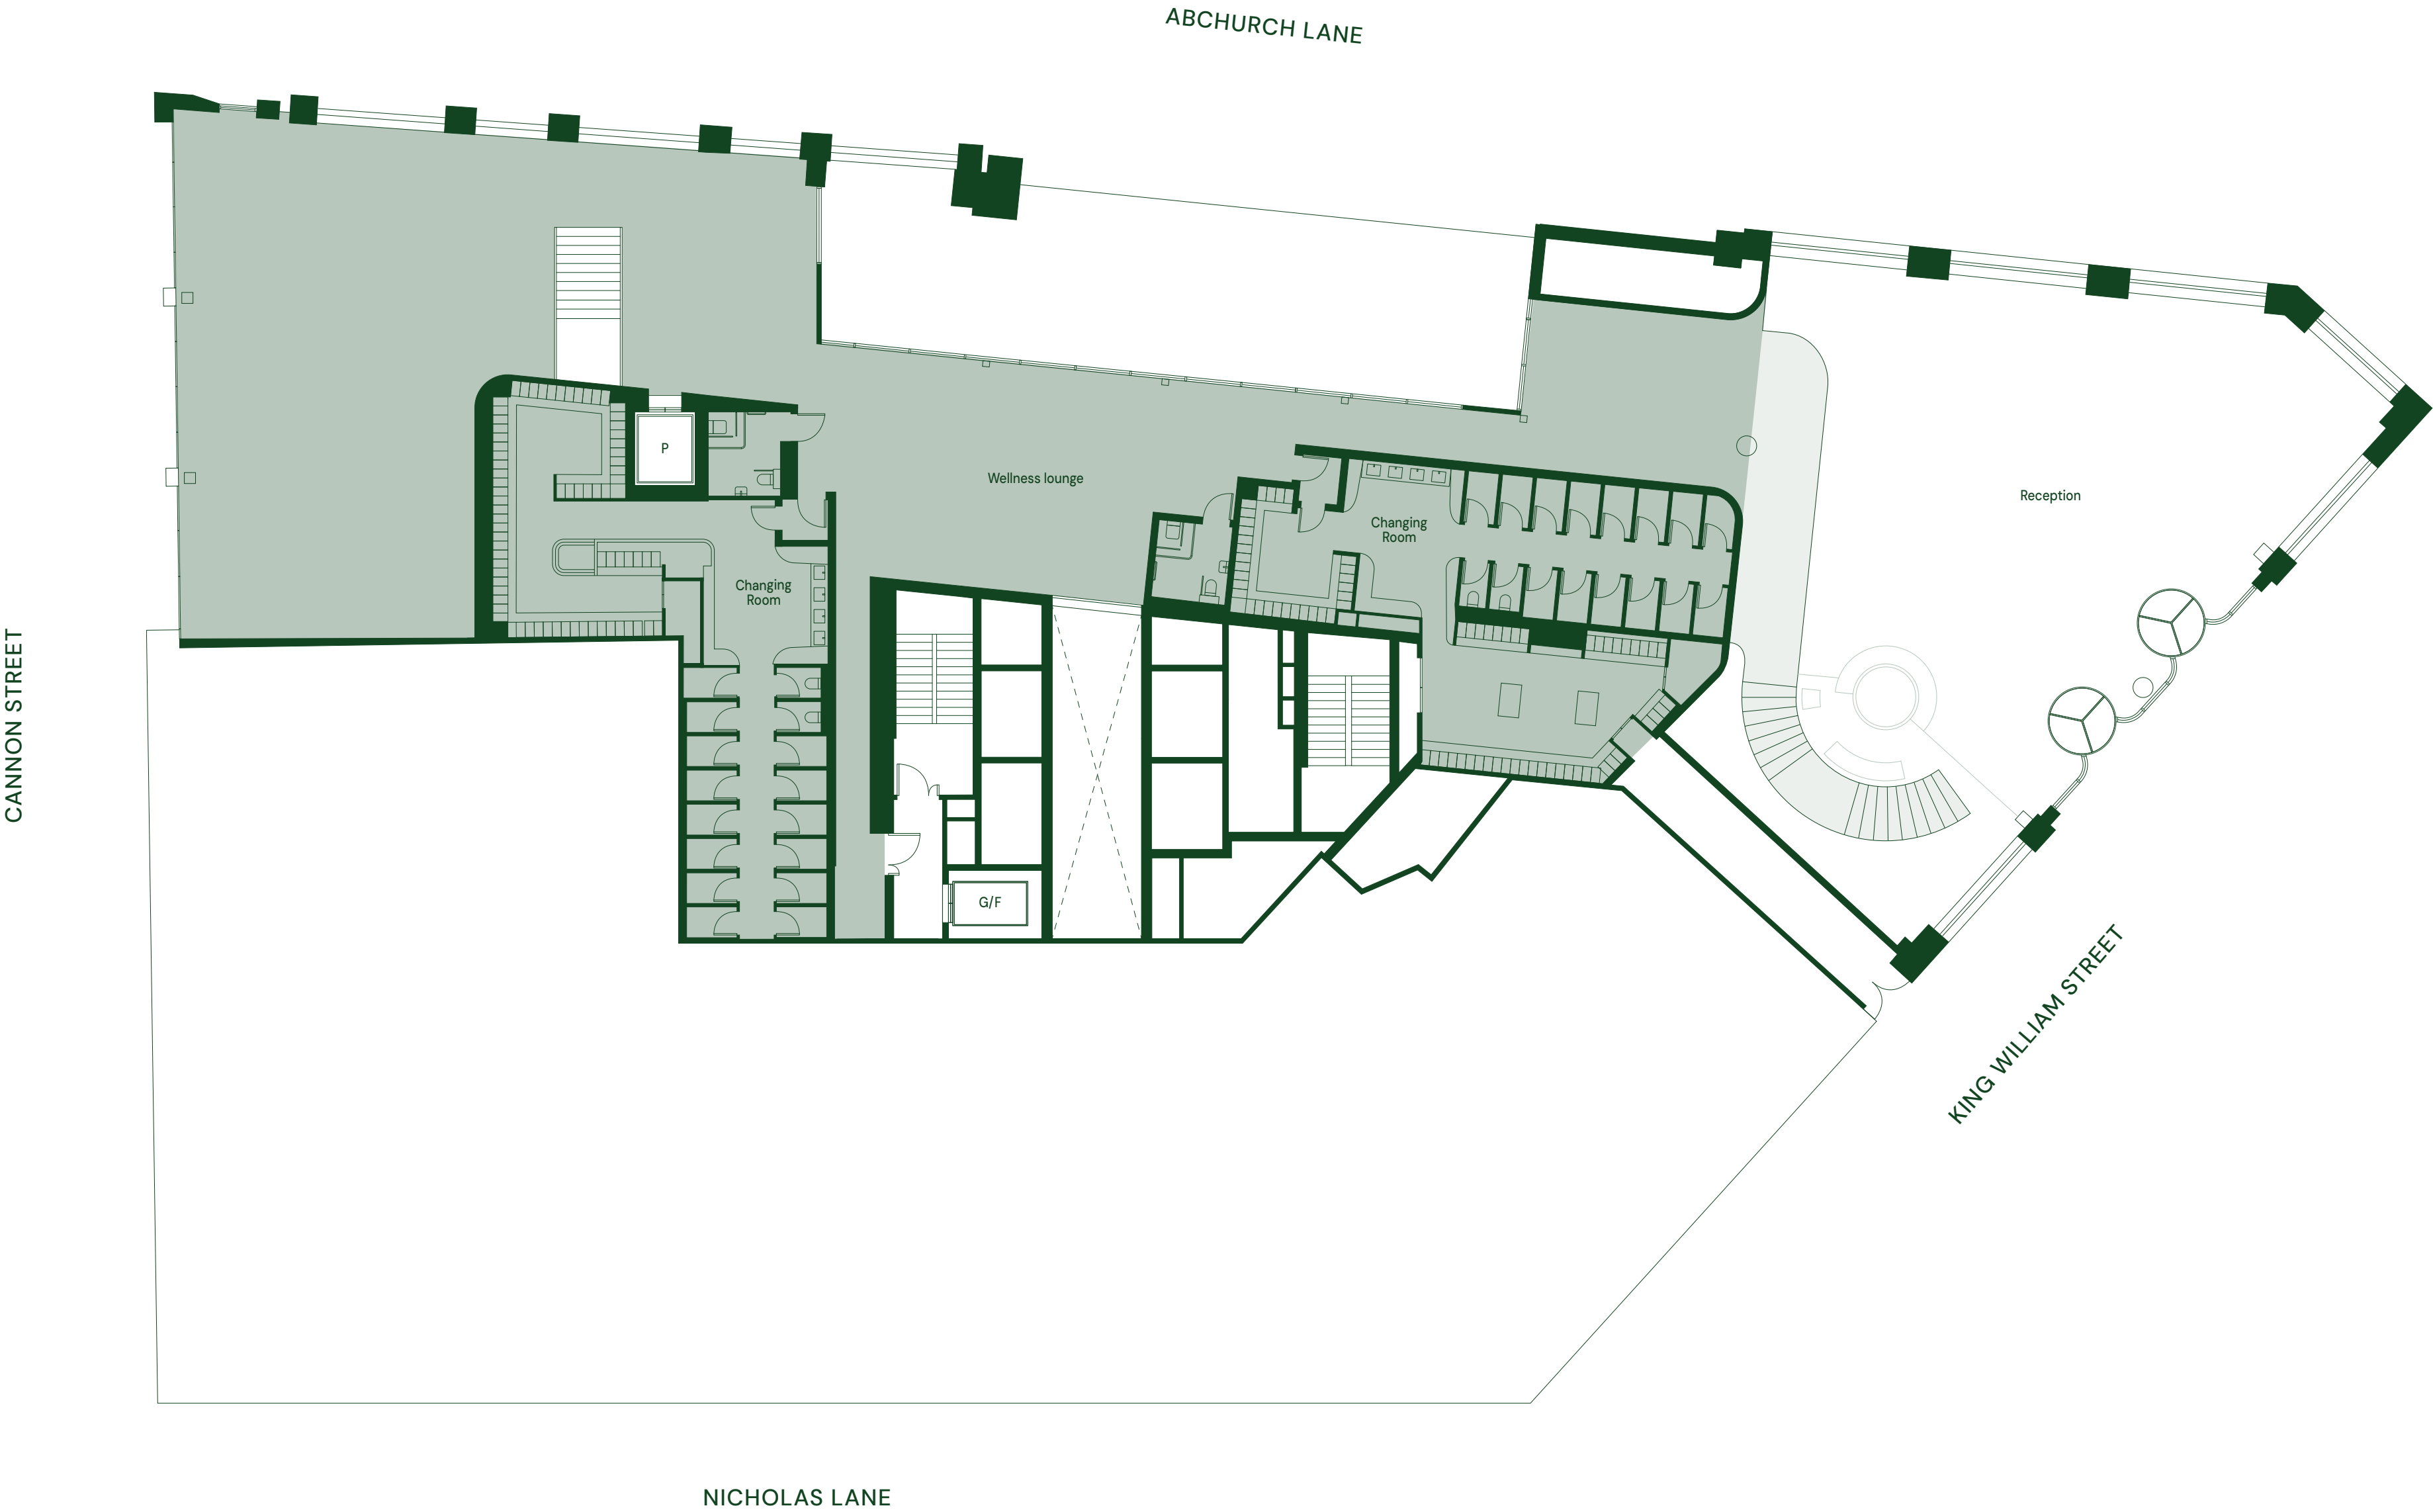 ABCHURCH LANE
P
Wellness lounge
Reception
Changing
Room
Changing
Room
CANNON STREET
G/F
KING WILLIAM STREET
NICHOLAS LANE